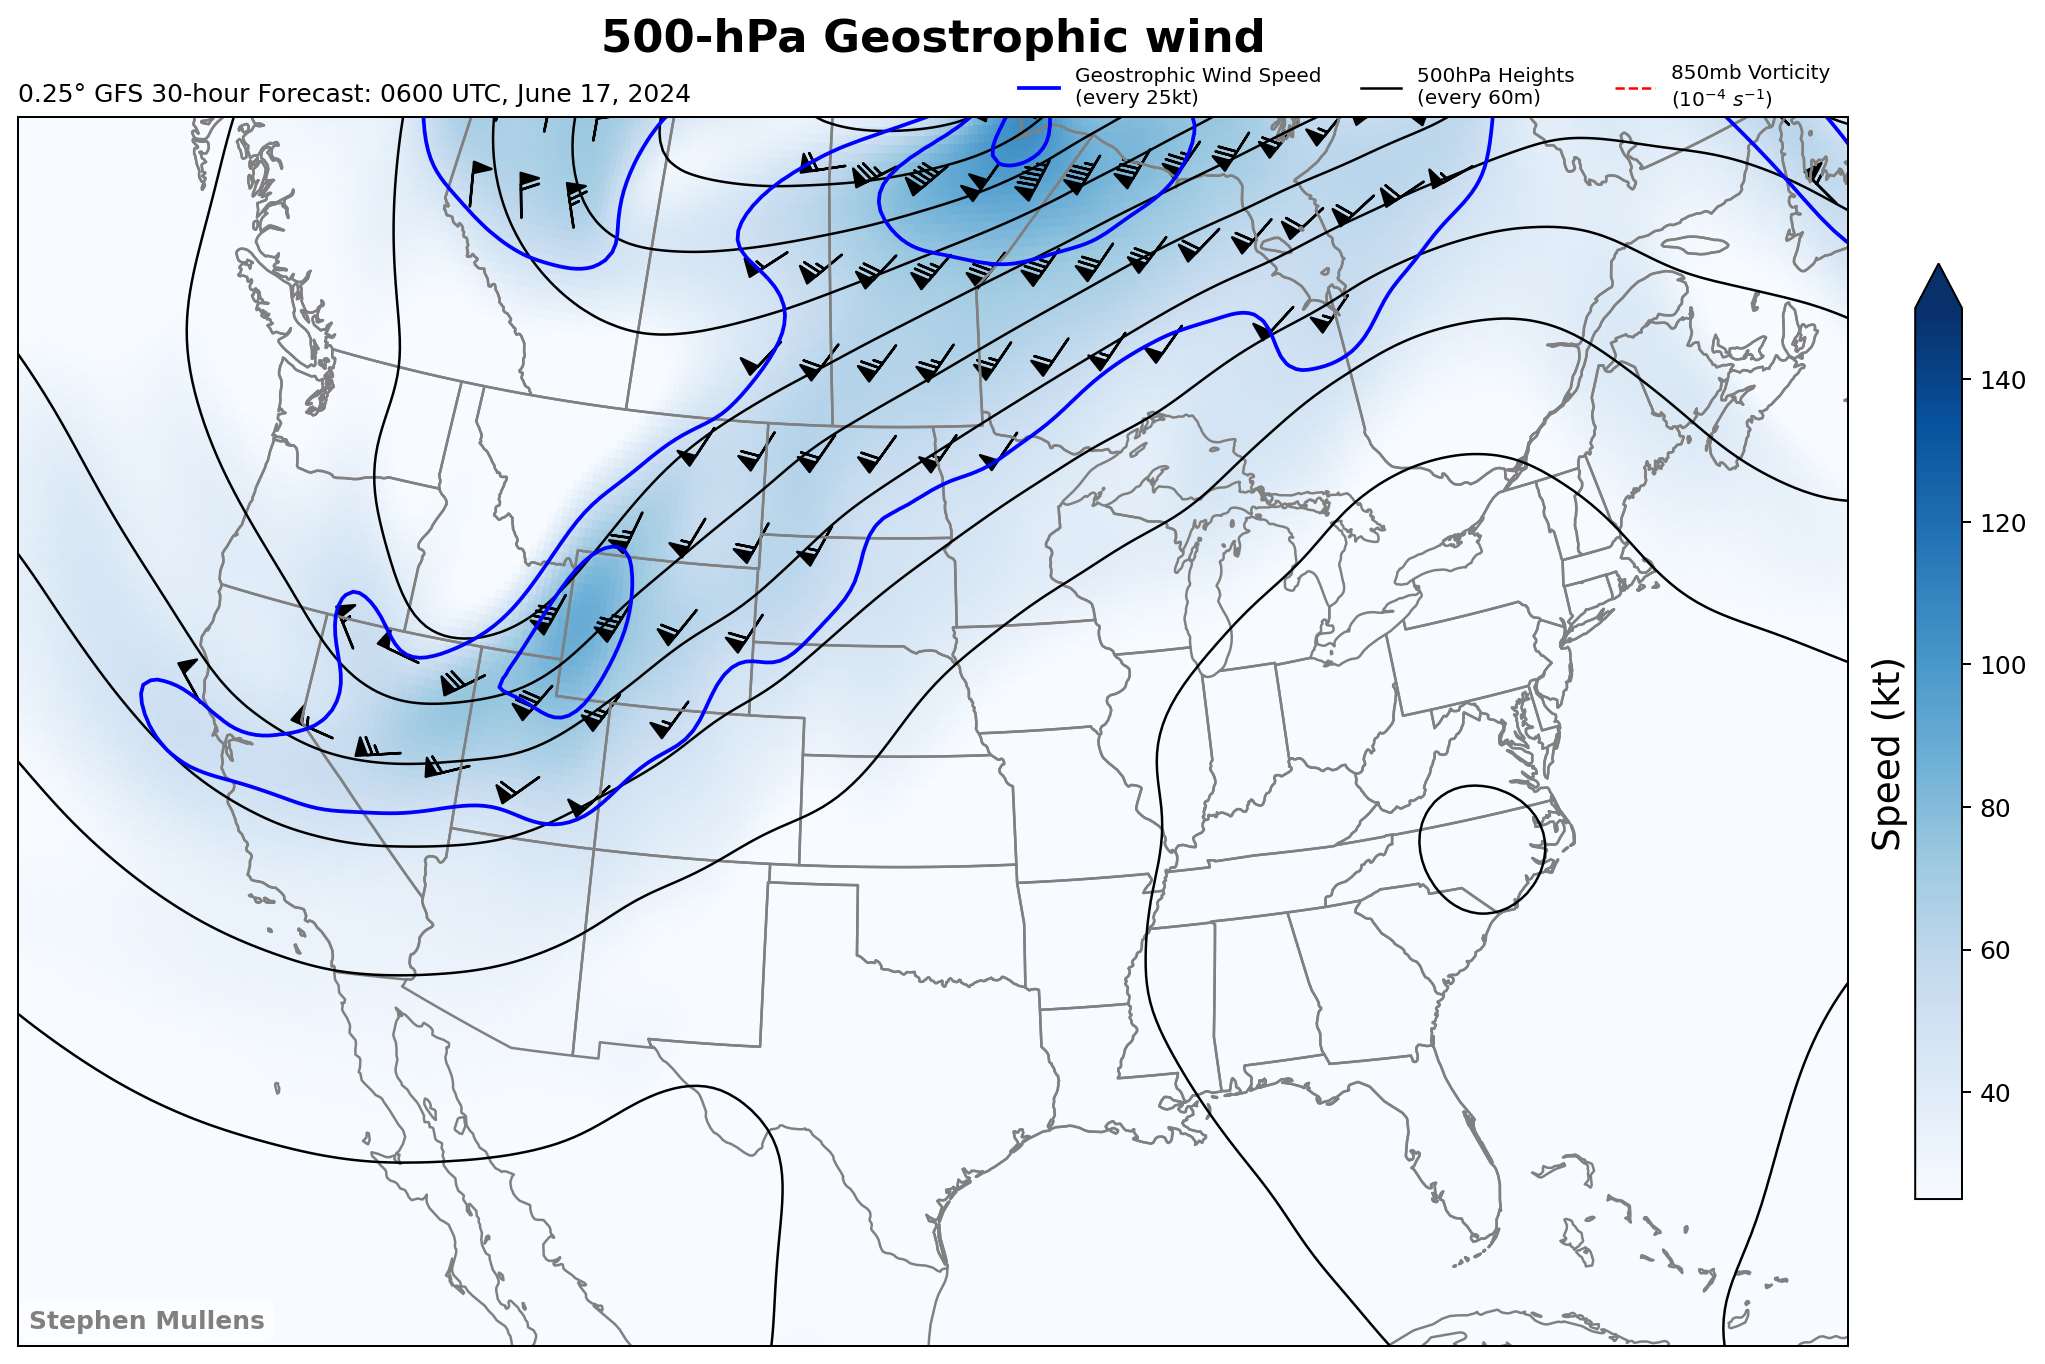 500-hPa Geostrophic wind
0.25° GFS 30-hour Forecast: 0600 UTC, June 17, 2024
Geostrophic Wind Speed
(every 25kt)
500hPa Heights
(every 60m)
850mb Vorticity
(10⁻⁴ s⁻¹)
140
120
100
80
60
40
Speed (kt)
Stephen Mullens